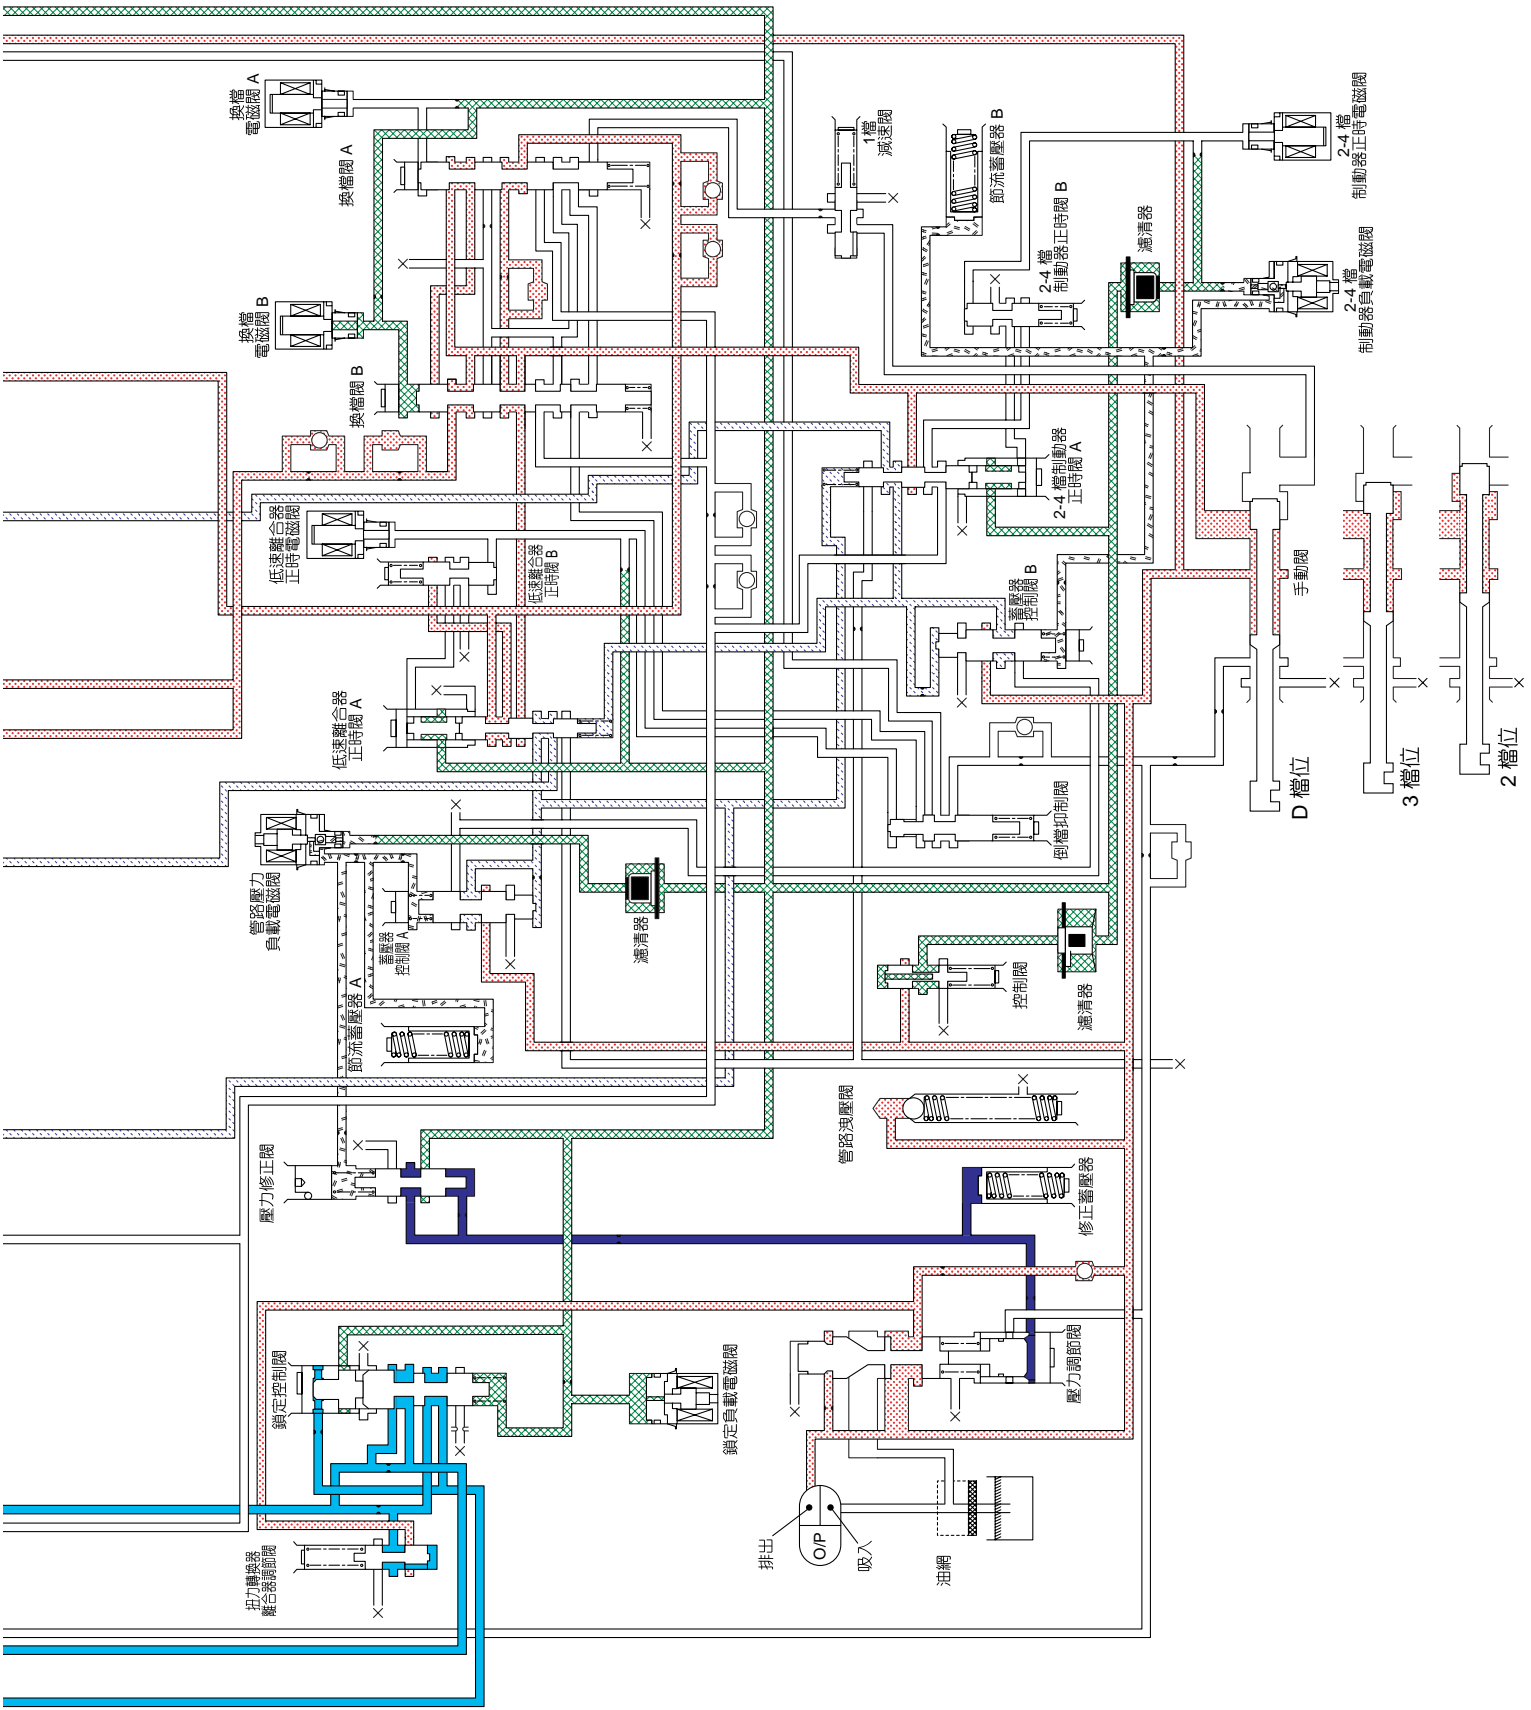 換檔
電磁閥 A
換檔閥 A
換檔
電磁閥 B
換檔閥 B
低速離合器
正時電磁閥
低速離合器
正時閥 B
低速離合器
正時閥 A
管路壓力
負載電磁閥
蓄壓器
控制閥 A
節流蓄壓器 A
濾清器
壓力修正閥
鎖定控制閥
鎖定負載電磁閥
扭力轉換器
離合器調節閥
1檔
減速閥
節流蓄壓器 B
2-4 檔
制動器正時閥 B
濾清器
2-4 檔
制動器正時電磁閥
2-4 檔
制動器負載電磁閥
2-4 檔制動器
正時閥 A
蓄壓器
控制閥 B
手動閥
倒檔抑制閥
控制閥
濾清器
管路洩壓閥
修正蓄壓器
壓力調節閥
排出
O/P
吸入
油網
D 檔位
3 檔位
2 檔位